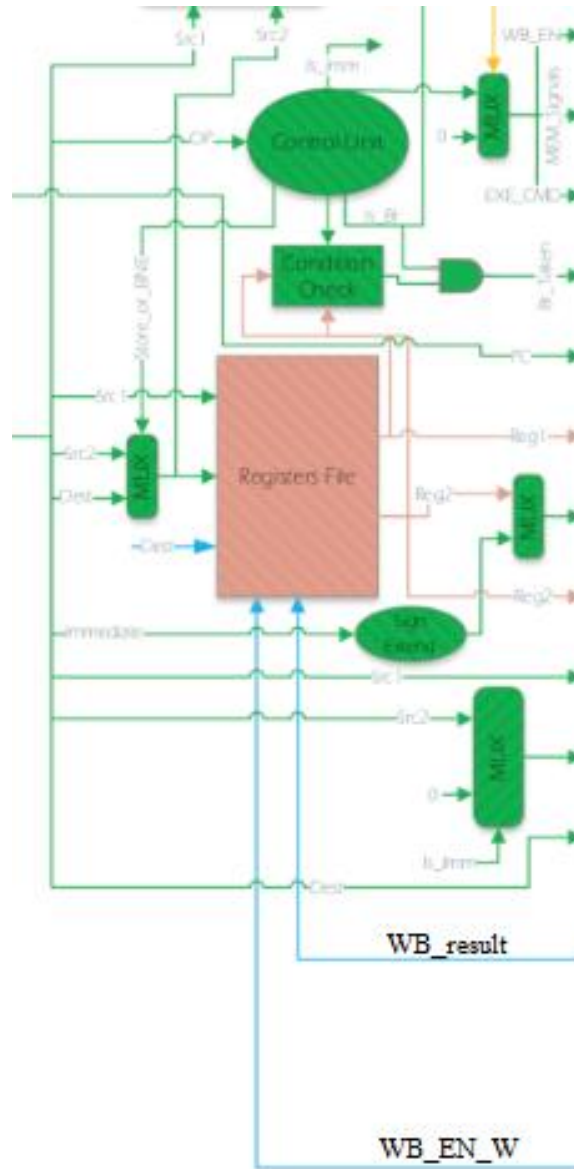 Src1
Src2
Is_Imm
WB_EN
MEM_Signals
MUX
OP
Control Unit
0
EXE_CMD
Is_Br
Store_or_BNE
Condition
Check
Br_Taken
PC
Src1
Src2
MUX
Dest
Registers File
Reg1
Reg2
MUX
Dest
Reg2
Immediate
Sign
Extend
Src1
Src2
MUX
0
Is_Imm
Dest
WB_result
WB_EN_W